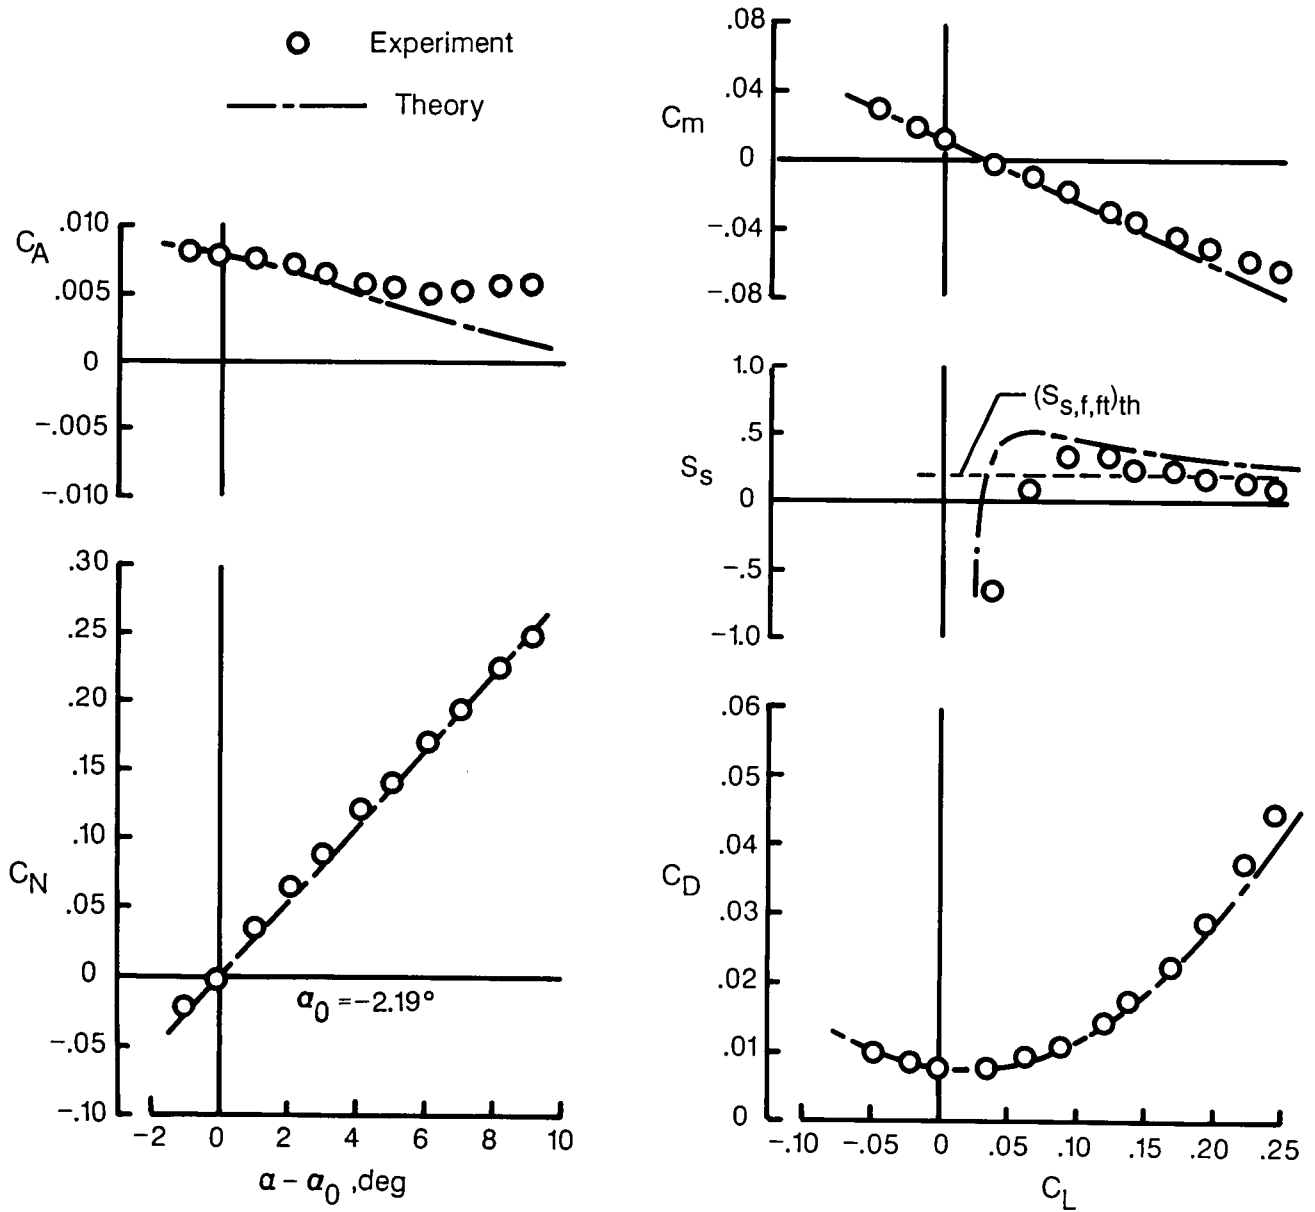 Experiment
Theory
C_A
.010
.005
0
-.005
-.010
C_N
.30
.25
.20
.15
.10
.05
0
-.05
-.10
α₀ = -2.19°
-2 0 2 4 6 8 10
α - α₀ ,deg
C_m
.08
.04
0
-.04
-.08
S_s
1.0
.5
0
-.5
-1.0
(S_s,f,ft)_th
C_D
.06
.05
.04
.03
.02
.01
0
-.10 -.05 0 .05 .10 .15 .20 .25
C_L